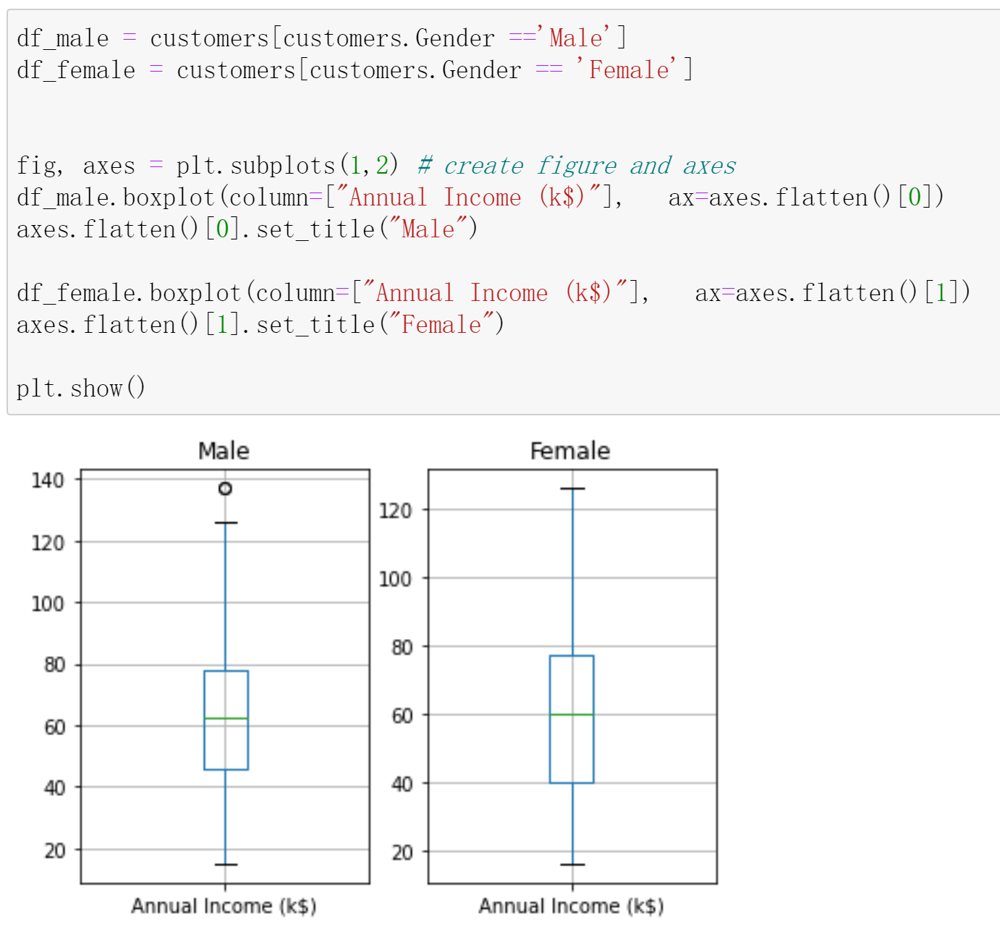 df_male = customers[customers.Gender =='Male']
df_female = customers[customers.Gender == 'Female']
fig, axes = plt.subplots(1,2) # create figure and axes
df_male.boxplot(column=["Annual Income (k$)"],   ax=axes.flatten()[0])
axes.flatten()[0].set_title("Male")
df_female.boxplot(column=["Annual Income (k$)"],   ax=axes.flatten()[1])
axes.flatten()[1].set_title("Female")
plt.show()
Male
140
120
100
80
60
40
20
Annual Income (k$)
Female
120
100
80
60
40
20
Annual Income (k$)